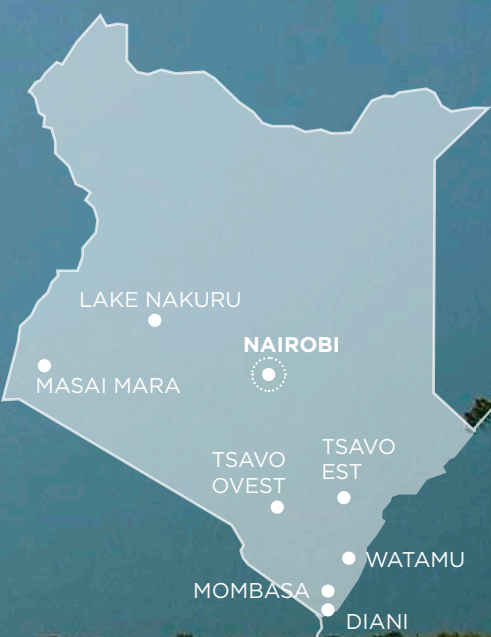 LAKE NAKURU
NAIROBI
MASAI MARA
TSAVO
OVEST
TSAVO
EST
WATAMU
MOMBASA
DIANI